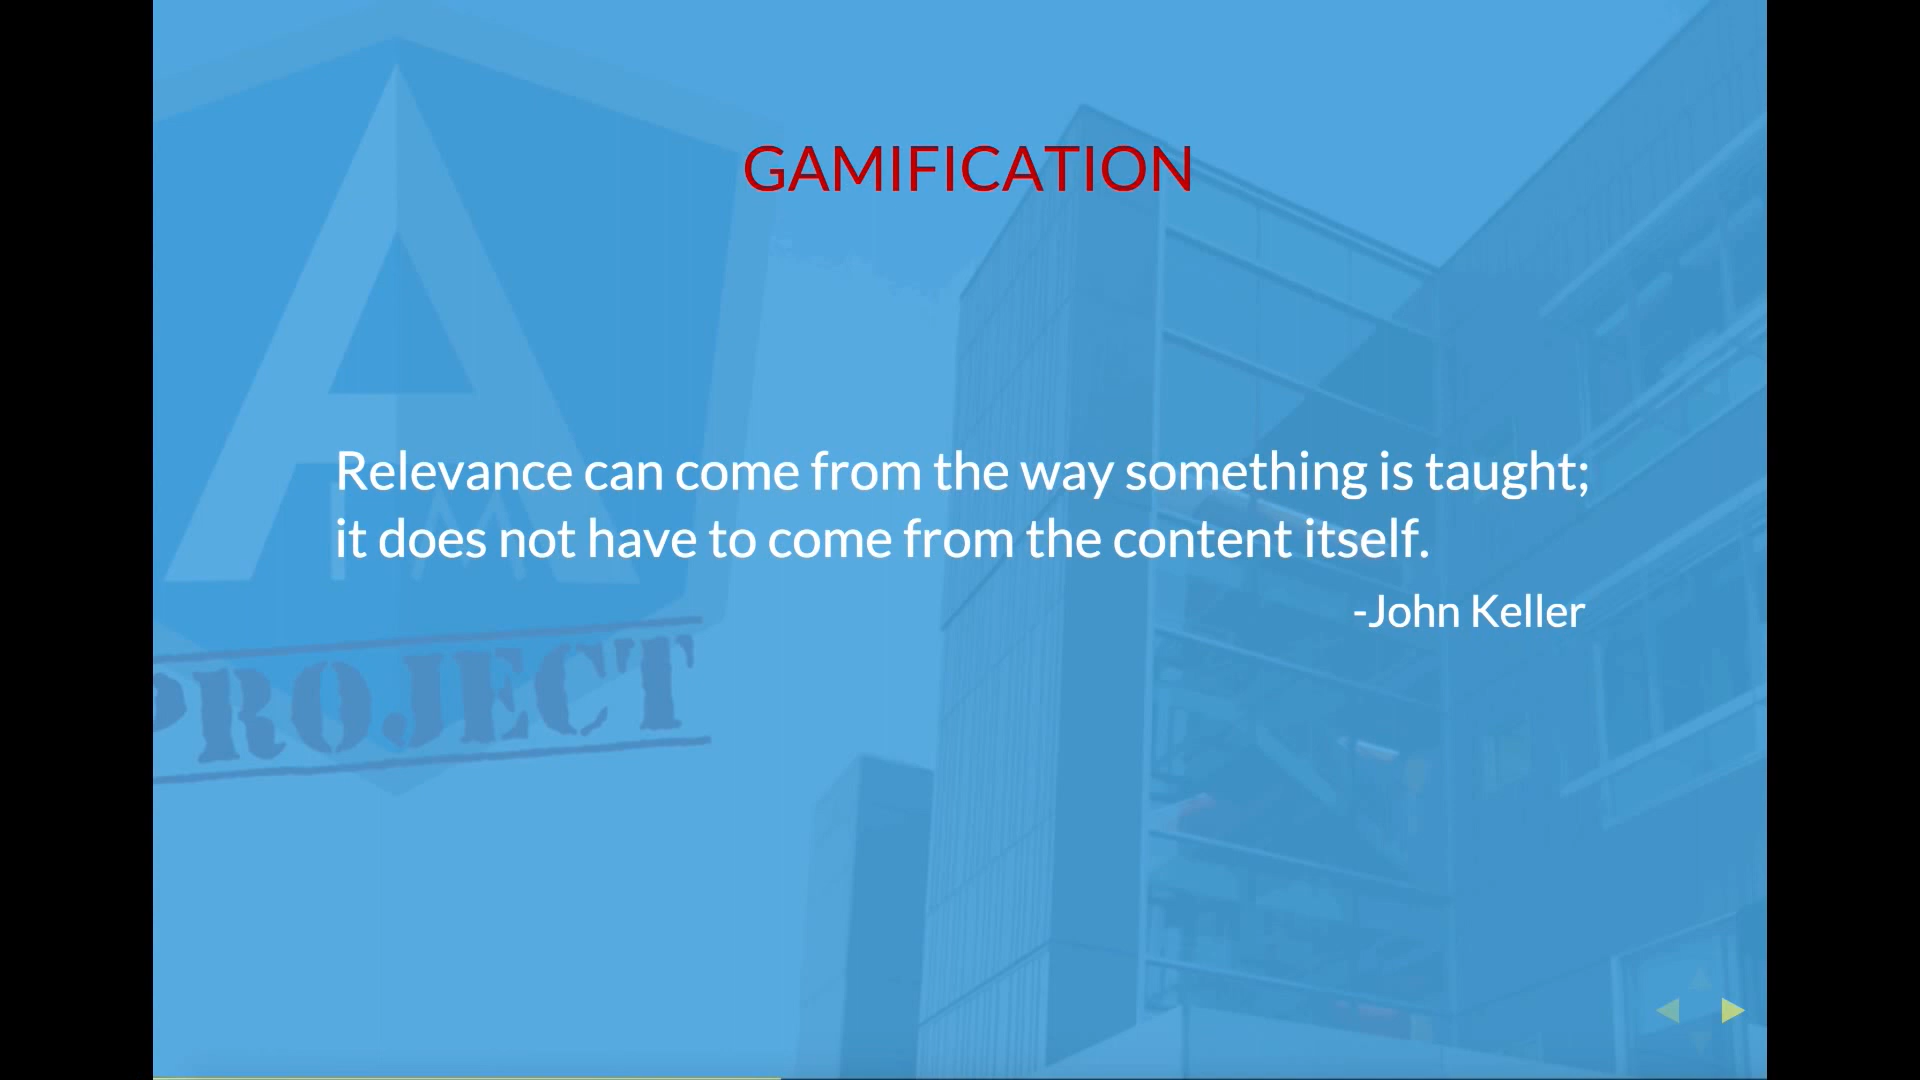 GAMIFICATION
Relevance can come from the way something is taught;
it does not have to come from the content itself.
-John Keller
AIM
PROJECT